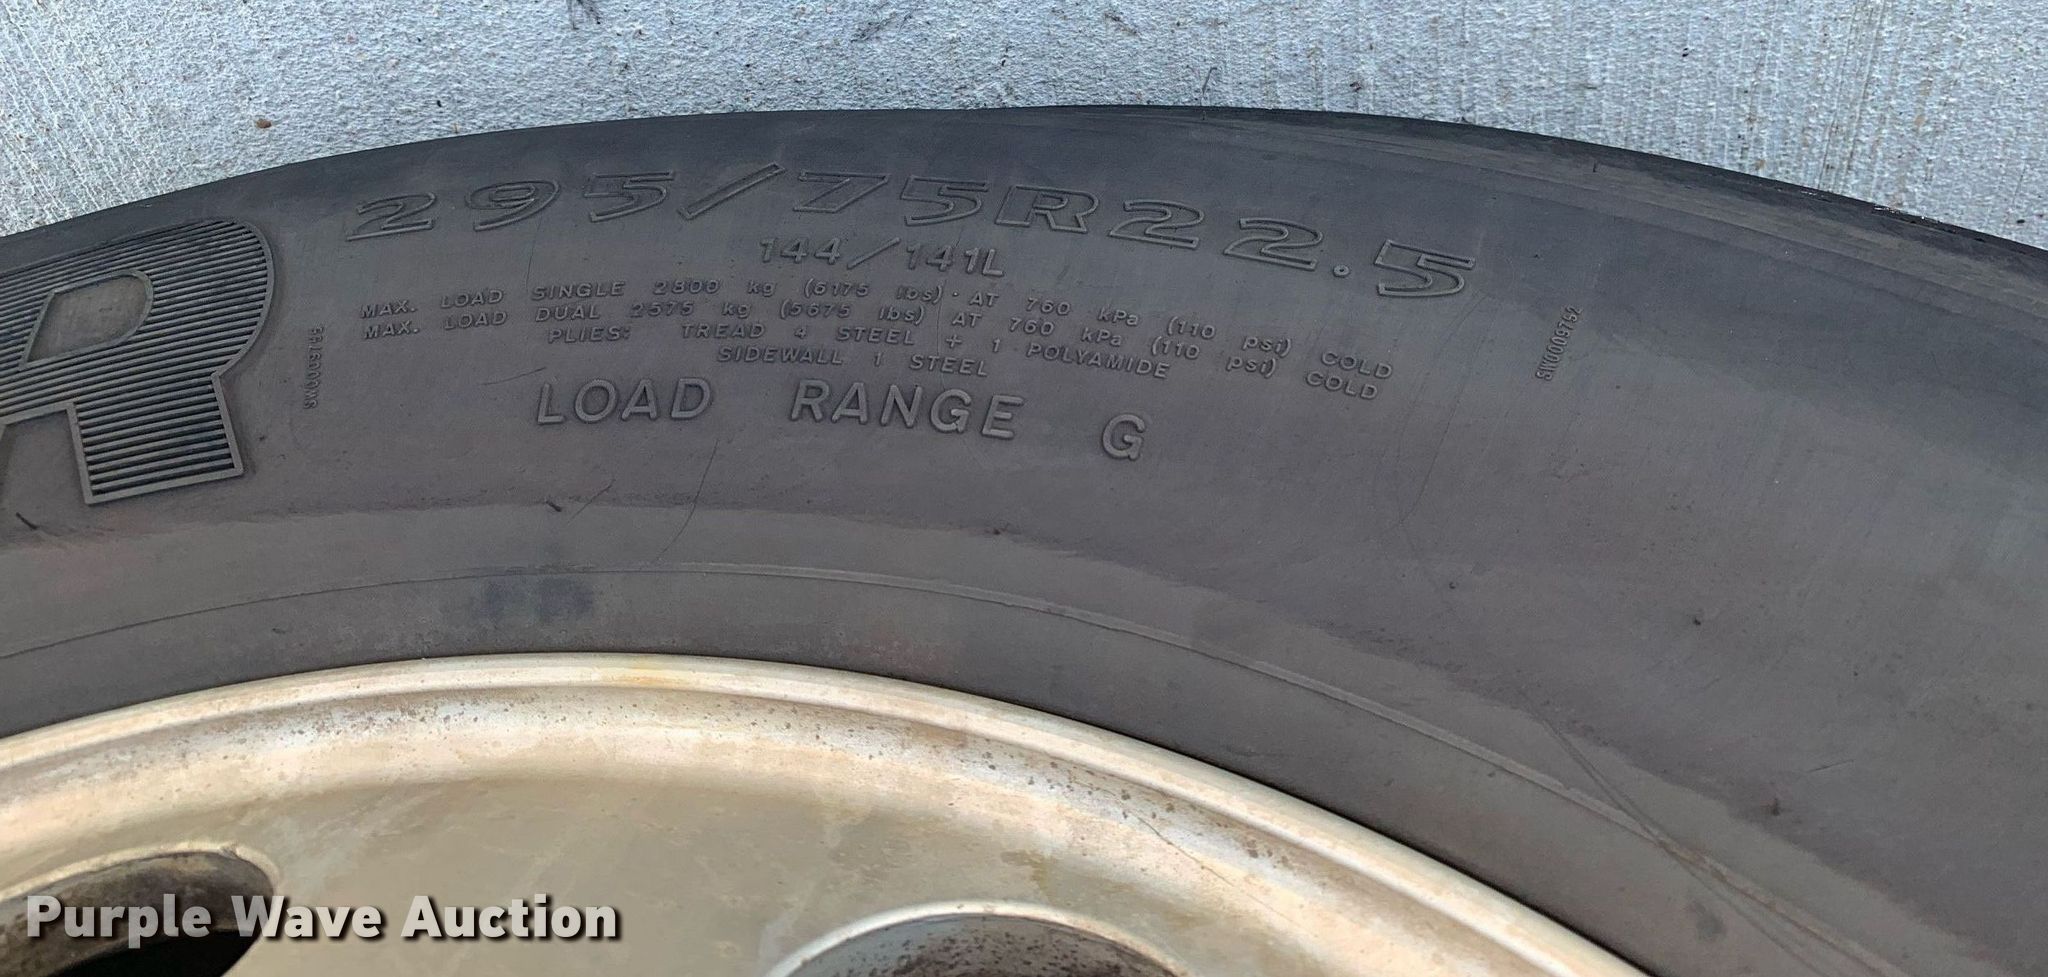 R
295/75R22.5
144/141L
MAX. LOAD SINGLE 2800 kg (6175 lbs) AT 760 kPa (110 psi) COLD
MAX. LOAD DUAL 2575 kg (5675 lbs) AT 760 kPa (110 psi) COLD
PLIES: TREAD 4 STEEL + 1 POLYAMIDE
SIDEWALL 1 STEEL
LOAD RANGE G
SW0009752
Purple Wave Auction